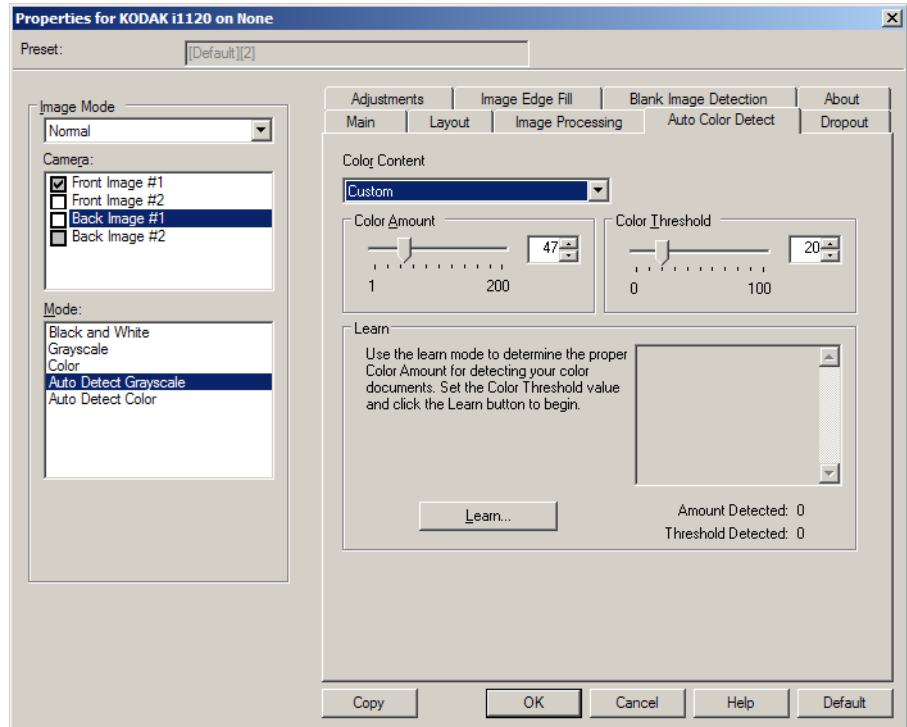 Properties for KODAK i1120 on None
Preset:
[Default][2]
Image Mode
Normal
Camera:
Front Image #1
Front Image #2
Back Image #1
Back Image #2
Mode:
Black and White
Grayscale
Color
Auto Detect Grayscale
Auto Detect Color
Adjustments
Image Edge Fill
Blank Image Detection
About
Main
Layout
Image Processing
Auto Color Detect
Dropout
Color Content
Custom
Color Amount
47
1
200
Color Threshold
20
0
100
Learn
Use the learn mode to determine the proper
Color Amount for detecting your color
documents. Set the Color Threshold value
and click the Learn button to begin.
Learn...
Amount Detected: 0
Threshold Detected: 0
Copy
OK
Cancel
Help
Default